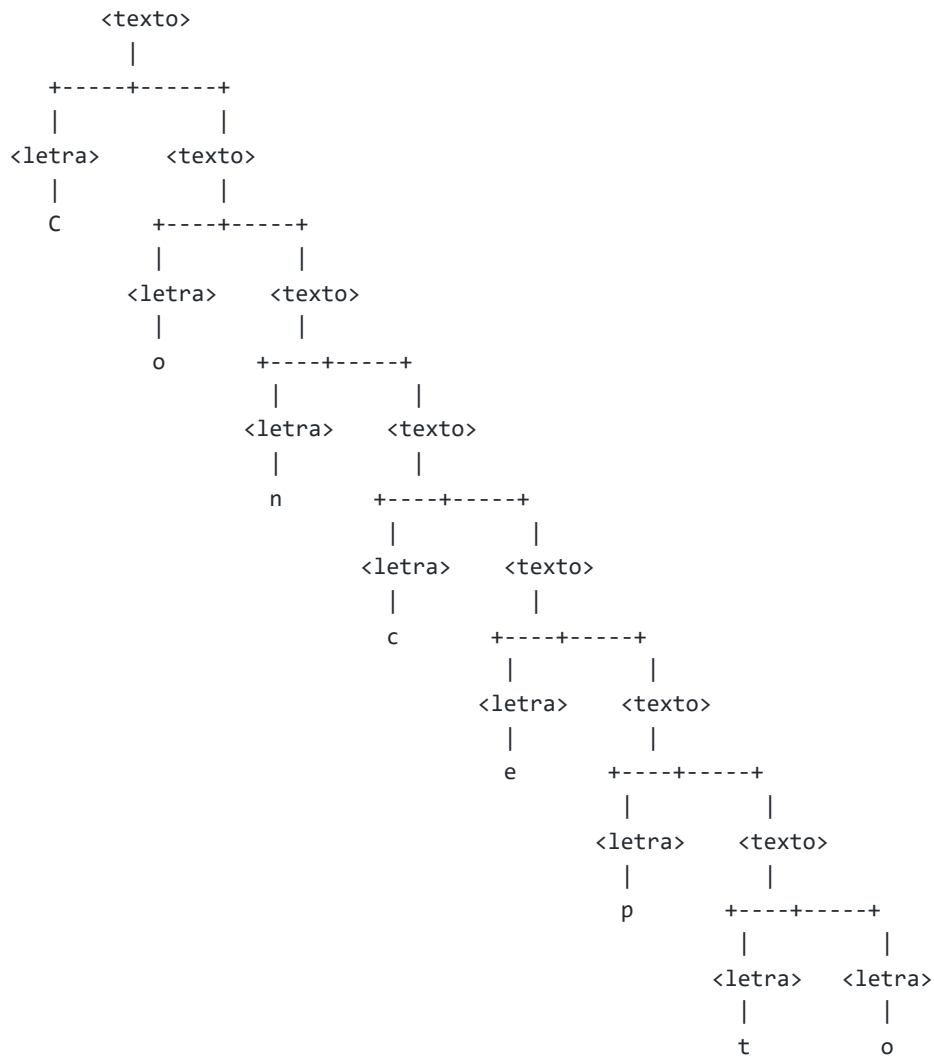 <texto>
|
+-----+------+
|          |
<letra>    <texto>
|          |
C      +----+-----+
|        |
<letra>   <texto>
|        |
o      +----+-----+
|        |
<letra>   <texto>
|        |
n      +----+-----+
|        |
<letra>   <texto>
|        |
c      +----+-----+
|        |
<letra>   <texto>
|        |
e      +----+-----+
|        |
<letra>   <texto>
|        |
p      +----+-----+
|        |
<letra>  <letra>
|        |
t        o